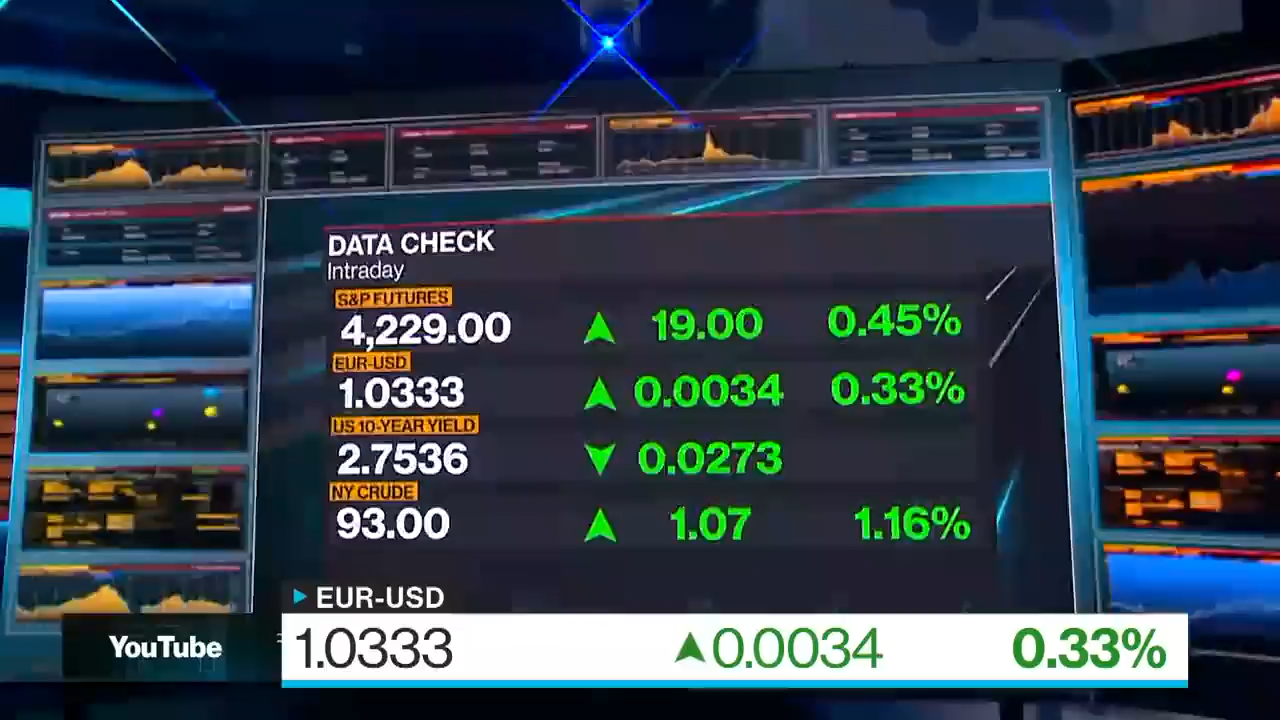 DATA CHECK
Intraday
S&P FUTURES
4,229.00 ▲ 19.00 0.45%
EUR-USD
1.0333 ▲ 0.0034 0.33%
US 10-YEAR YIELD
2.7536 ▼ 0.0273
NY CRUDE
93.00 ▲ 1.07 1.16%
EUR-USD
YouTube
1.0333 ▲ 0.0034 0.33%